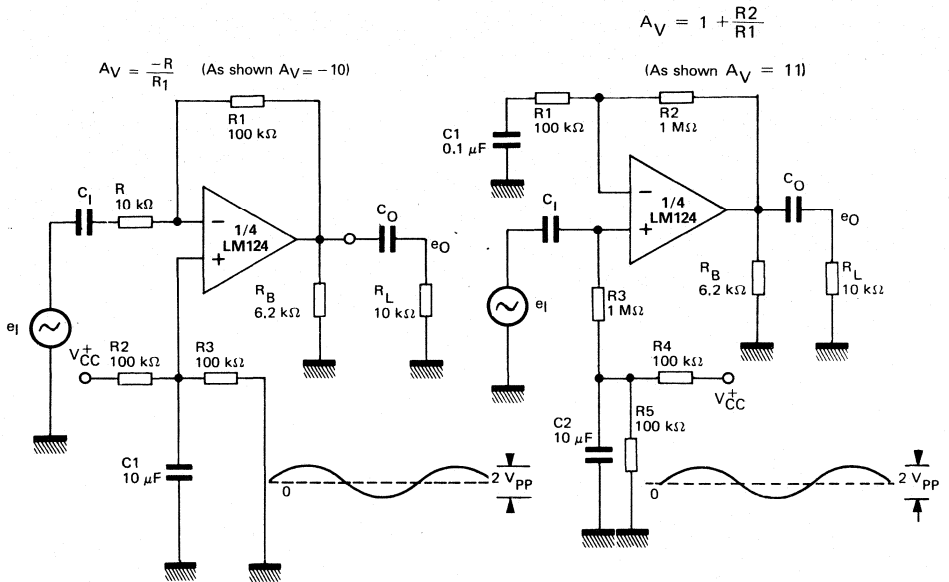 A_V = -R/R1 (As shown A_V = -10)
R1
100 kΩ
C_I
R
10 kΩ
-
1/4
LM124
+
C_O
e_O
R_B
6.2 kΩ
R_L
10 kΩ
e_I
V_CC^+
R2
100 kΩ
R3
100 kΩ
C1
10 μF
0
2 V_PP
A_V = 1 + R2/R1
(As shown A_V = 11)
R1
100 kΩ
R2
1 MΩ
C1
0.1 μF
C_I
-
1/4
LM124
+
C_O
e_O
R_B
6.2 kΩ
R_L
10 kΩ
e_I
R3
1 MΩ
R4
100 kΩ
V_CC^+
C2
10 μF
R5
100 kΩ
0
2 V_PP